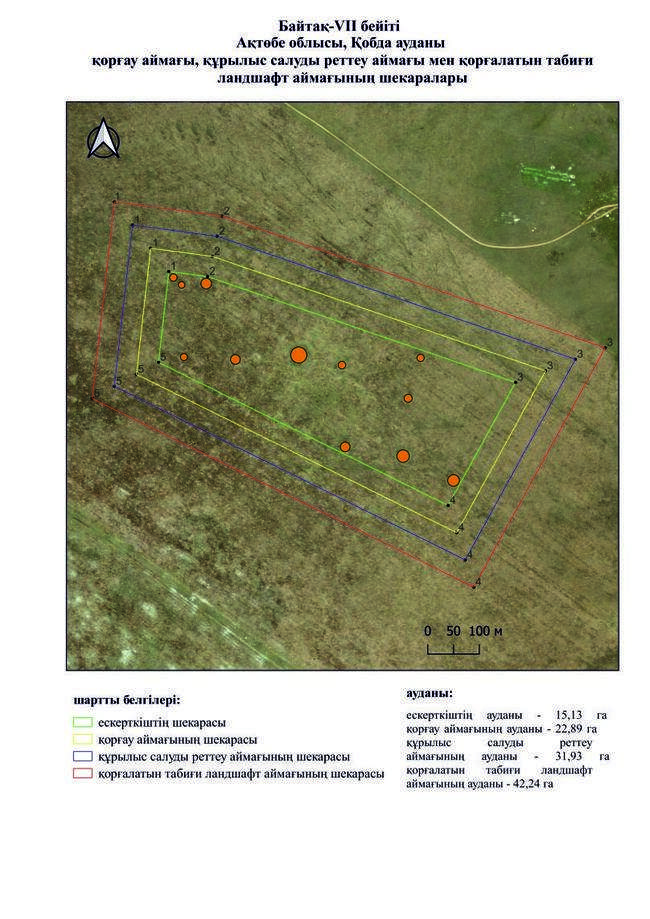 Байтақ-VII бейіті
Ақтөбе облысы, Қобда ауданы
қорғау аймағы, құрылыс салуды реттеу аймағы мен қорғалатын табиғи
ландшафт аймағының шекаралары
1
2
1
2
1
2
1
2
3
3
3
3
5
5
5
5
4
4
4
4
0 50 100 м
шартты белгілері:
ескерткіштің шекарасы
қорғау аймағының шекарасы
құрылыс салуды реттеу аймағының шекарасы
қорғалатын табиғи ландшафт аймағының шекарасы
ауданы:
ескерткіштің ауданы - 15,13 га
қорғау аймағының ауданы - 22,89 га
құрылыс салуды реттеу
аймағының ауданы - 31,93 га
қорғалатын табиғи ландшафт
аймағының ауданы - 42,24 га